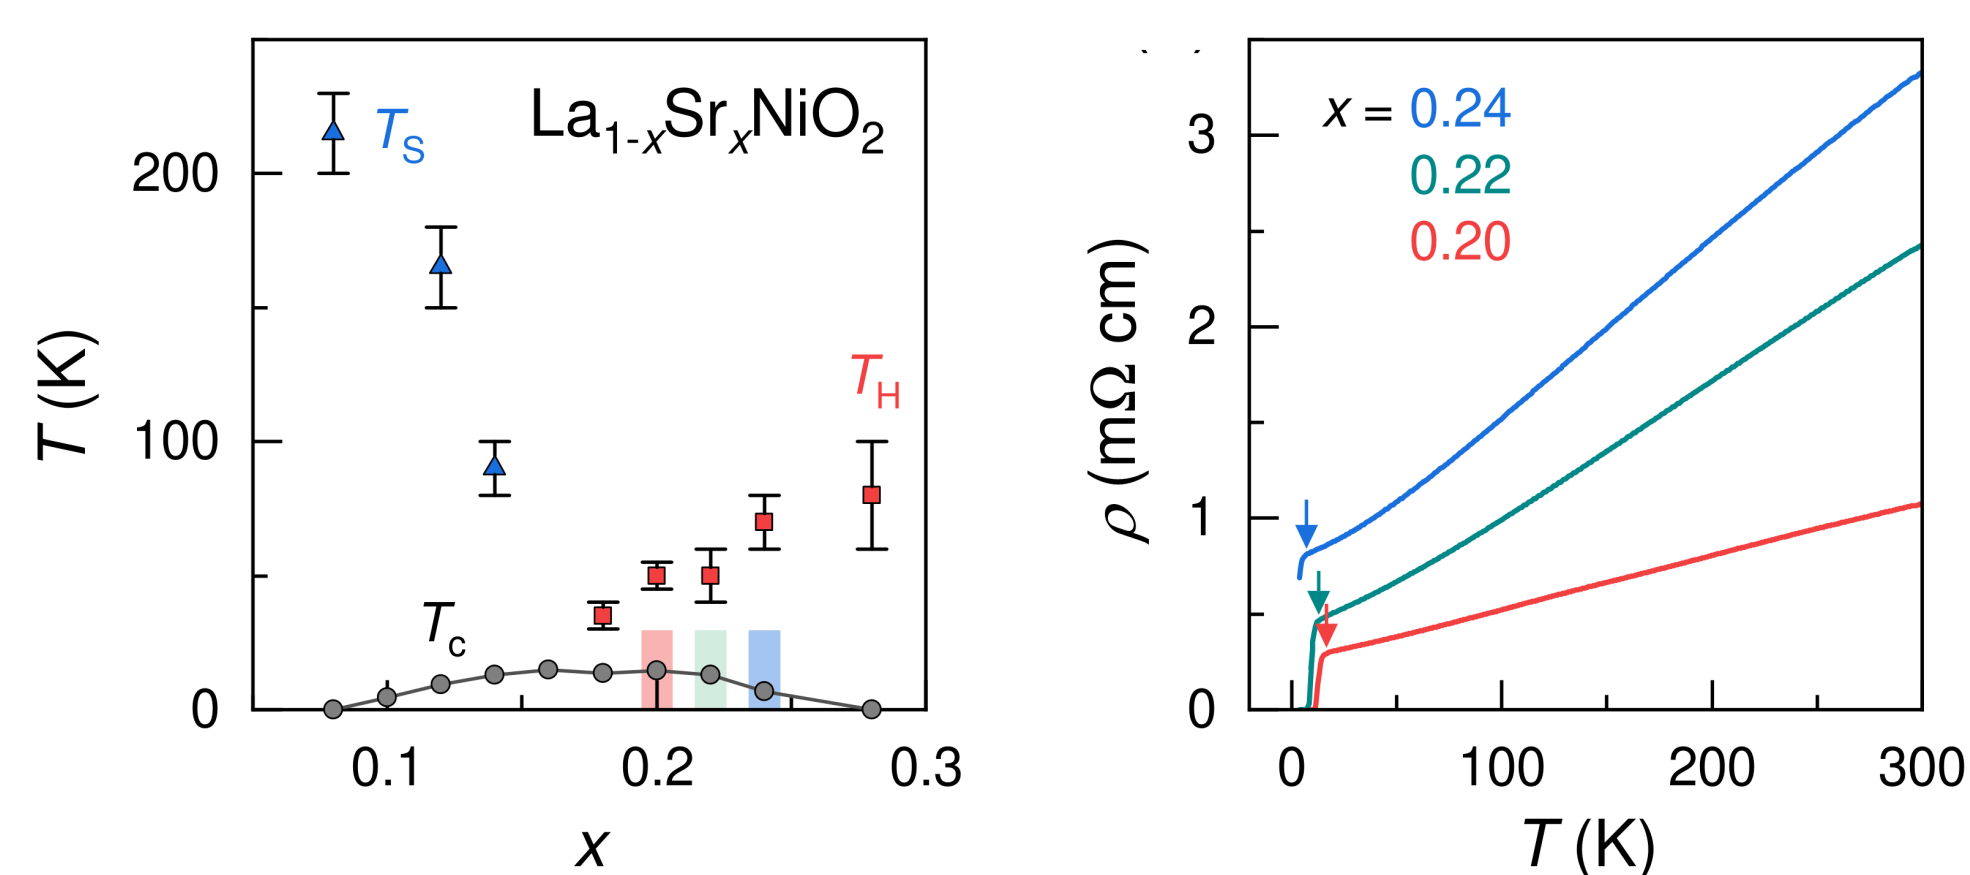 La₁₋ₓSrₓNiO₂
T_S
T_H
T_c
200
100
0
0.1
0.2
0.3
T (K)
x
x = 0.24
0.22
0.20
3
2
1
0
0
100
200
300
ρ (mΩ cm)
T (K)